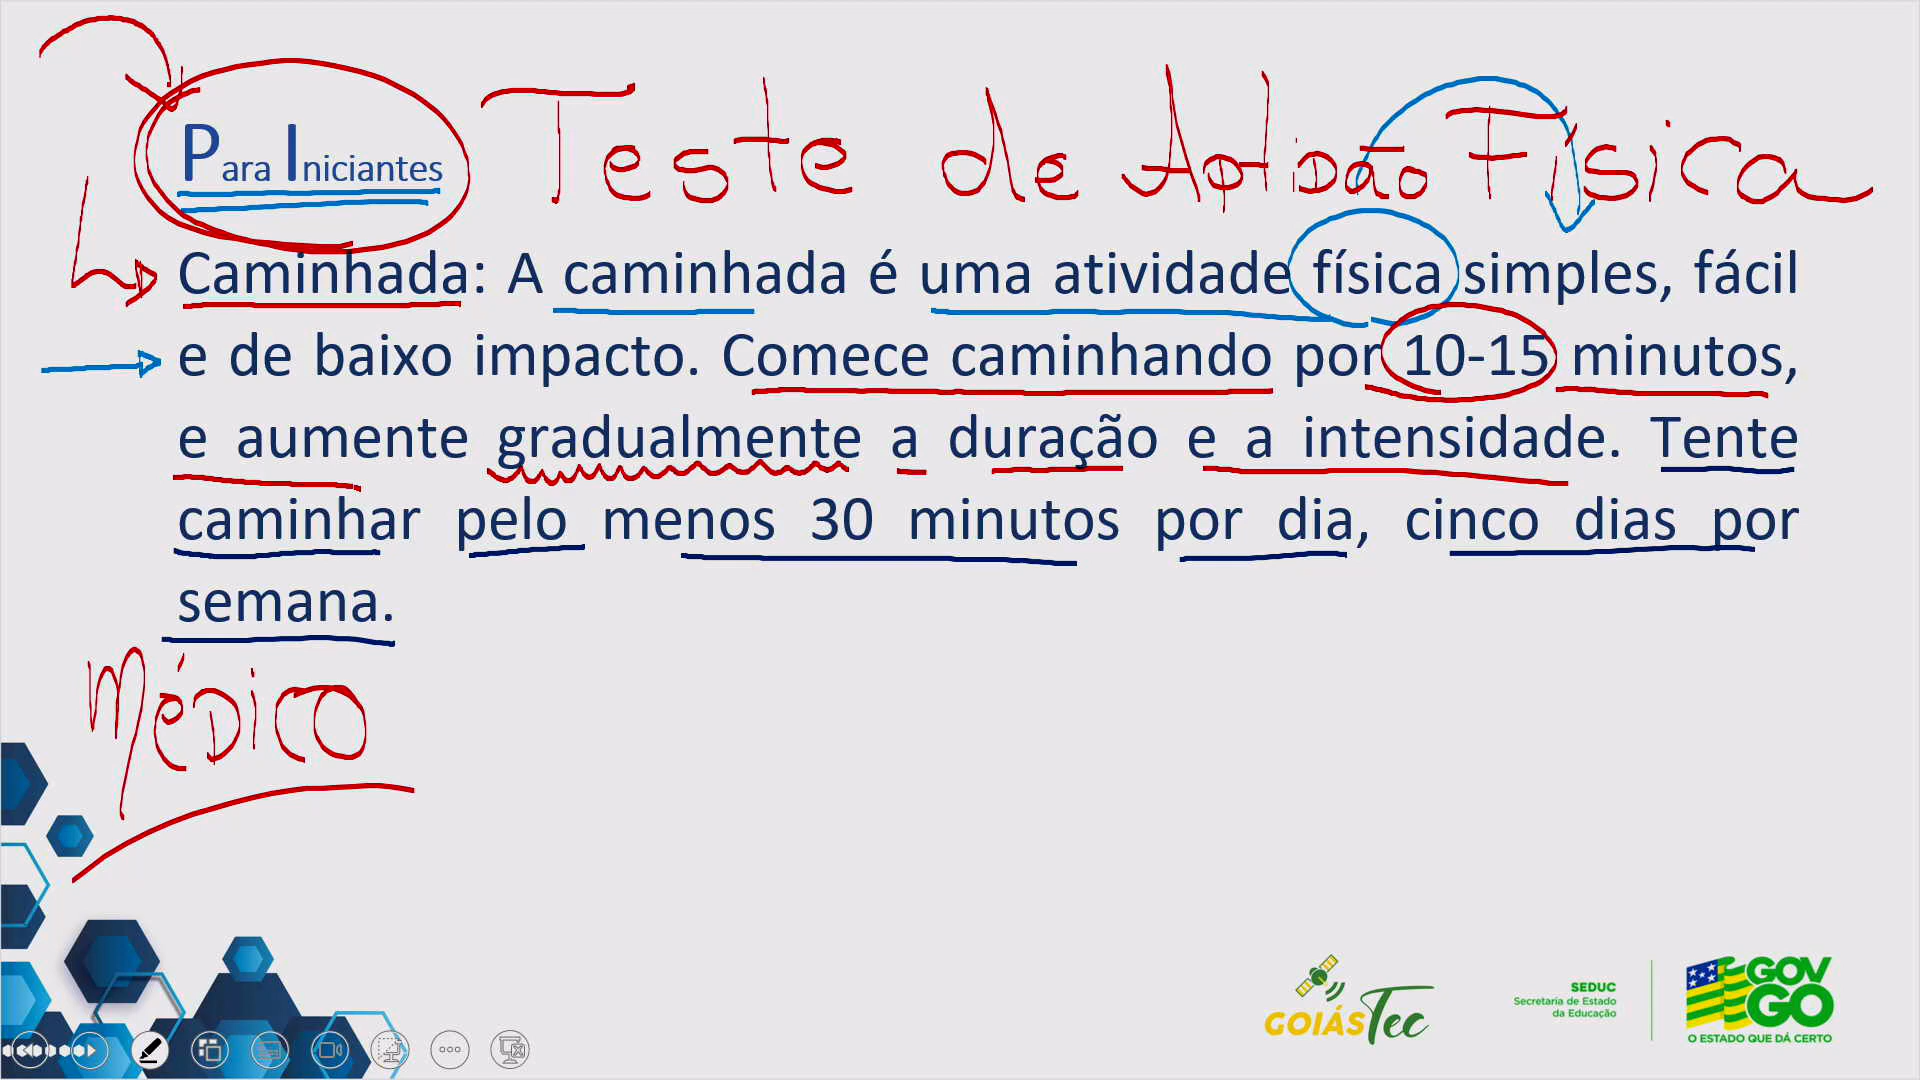 Para Iniciantes Teste de Aptidão Física
Caminhada: A caminhada é uma atividade física simples, fácil
e de baixo impacto. Comece caminhando por 10-15 minutos,
e aumente gradualmente a duração e a intensidade. Tente
caminhar pelo menos 30 minutos por dia, cinco dias por
semana.
Médico
GOIÁSTec
SEDUC
Secretaria de Estado
da Educação
GOV
GO
O ESTADO QUE DÁ CERTO